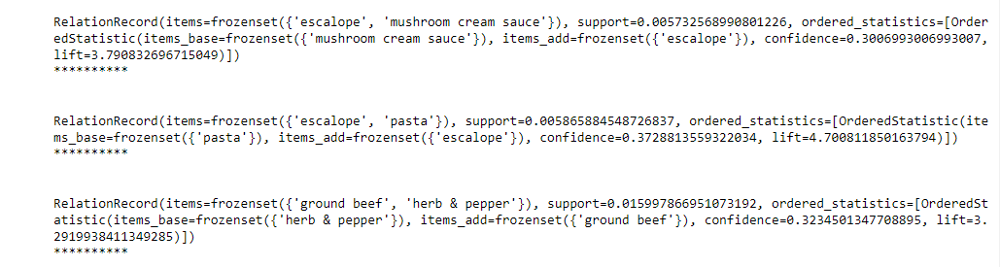 RelationRecord(items=frozenset({'escalope', 'mushroom cream sauce'}), support=0.005732568990801226, ordered_statistics=[Order
edStatistic(items_base=frozenset({'mushroom cream sauce'}), items_add=frozenset({'escalope'}), confidence=0.3006993006993007,
lift=3.790832696715049)])
**********
RelationRecord(items=frozenset({'escalope', 'pasta'}), support=0.005865884548726837, ordered_statistics=[OrderedStatistic(ite
ms_base=frozenset({'pasta'}), items_add=frozenset({'escalope'}), confidence=0.3728813559322034, lift=4.700811850163794)])
**********
RelationRecord(items=frozenset({'ground beef', 'herb & pepper'}), support=0.015997866951073192, ordered_statistics=[OrderedSt
atistic(items_base=frozenset({'herb & pepper'}), items_add=frozenset({'ground beef'}), confidence=0.3234501347708895, lift=3.
2919938411349285)])
**********